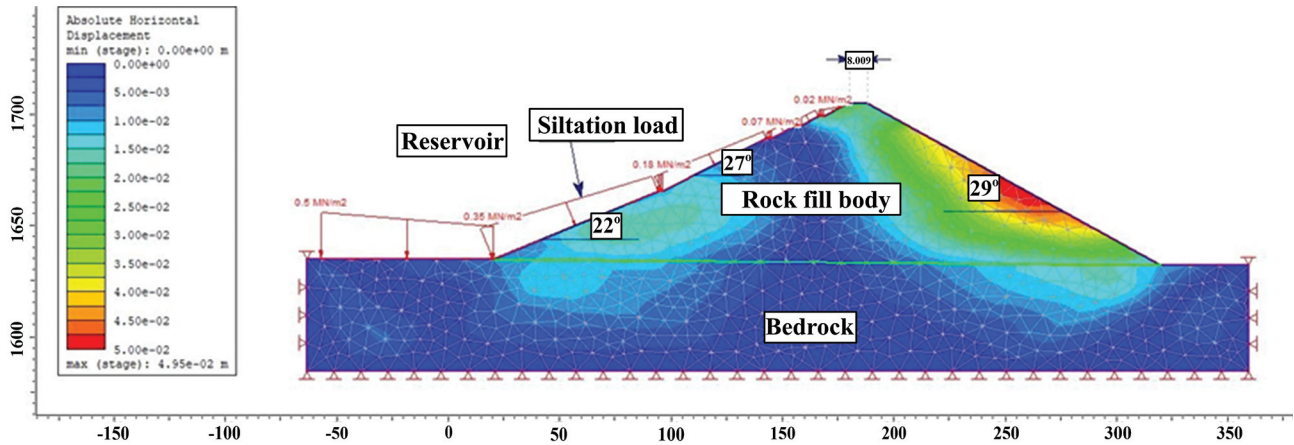 Absolute Horizontal
Displacement
min (stage): 0.00e+00 m
0.00e+00
5.00e-03
1.00e-02
1.50e-02
2.00e-02
2.50e-02
3.00e-02
3.50e-02
4.00e-02
4.50e-02
5.00e-02
max (stage): 4.95e-02 m
8.009
0.02 MN/m2
0.07 MN/m2
Siltation load
Reservoir
0.18 MN/m2
27°
29°
Rock fill body
0.5 MN/m2
0.35 MN/m2
22°
Bedrock
1700
1650
1600
-150
-100
-50
0
50
100
150
200
250
300
350